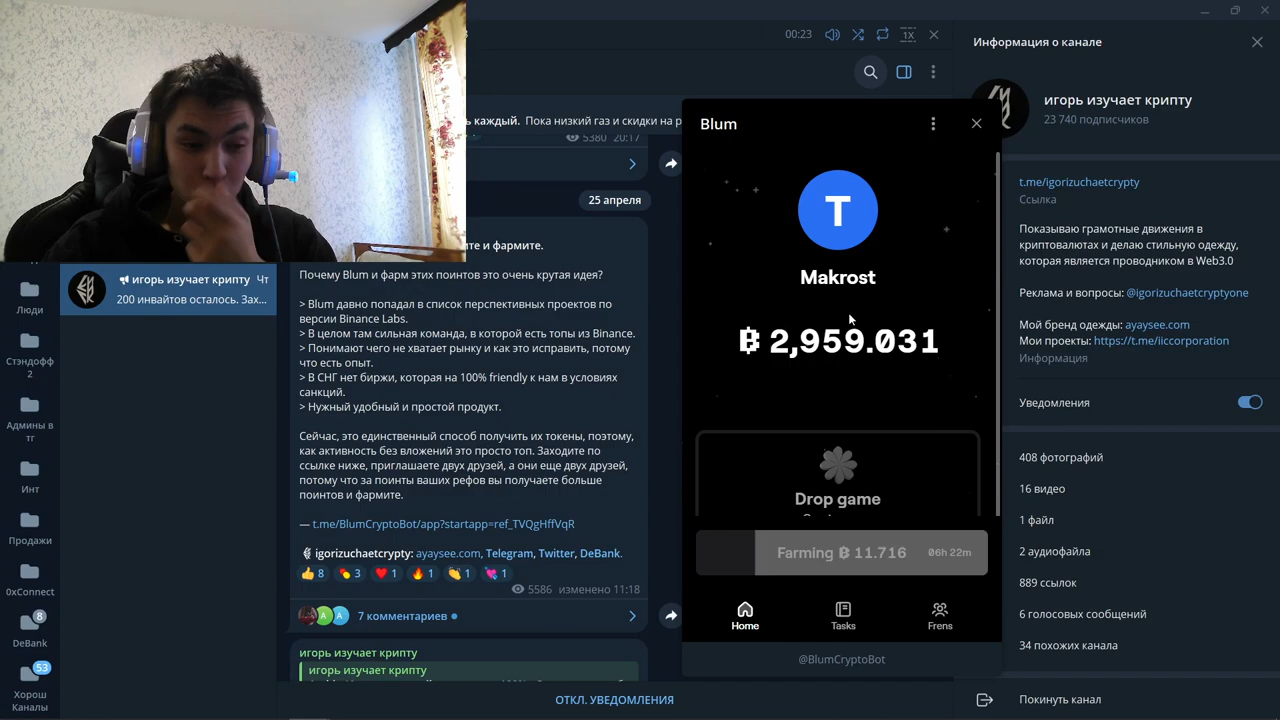 00:23
1X
Информация о канале
игорь изучает крипту
23 740 подписчиков
ь каждый. Пока низкий газ и скидки на р
5380 20:17
25 апреля
ите и фармите.
Почему Blum и фарм этих поинтов это очень крутая идея?
> Blum давно попадал в список перспективных проектов по
версии Binance Labs.
> В целом там сильная команда, в которой есть топы из Binance.
> Понимают чего не хватает рынку и как это исправить, потому
что есть опыт.
> В СНГ нет биржи, которая на 100% friendly к нам в условиях
санкций.
> Нужный удобный и простой продукт.
Сейчас, это единственный способ получить их токены, поэтому,
как активность без вложений это просто топ. Заходите по
ссылке ниже, приглашаете двух друзей, а они еще двух друзей,
потому что за поинты ваших рефов вы получаете больше
поинтов и фармите.
— t.me/BlumCryptoBot/app?startapp=ref_TVQgHffVqR
igorizuchaetcrypty: ayaysee.com, Telegram, Twitter, DeBank.
8 3 1 1 1 1
5586 изменено 11:18
7 комментариев
игорь изучает крипту
игорь изучает крипту
ОТКЛ. УВЕДОМЛЕНИЯ
Люди
Стэндофф
2
Админы в
тг
Инт
Продажи
0xConnect
8
DeBank
53
Хорош
Каналы
игорь изучает крипту Чт
200 инвайтов осталось. Зах...
Blum
T
Makrost
2,959.031
Drop game
Farming 11.716 06h 22m
Home
Tasks
Frens
@BlumCryptoBot
t.me/igorizuchaetcrypty
Ссылка
Показываю грамотные движения в
криптовалютах и делаю стильную одежду,
которая является проводником в Web3.0
Реклама и вопросы: @igorizuchaetcryptyone
Мой бренд одежды: ayaysee.com
Мои проекты: https://t.me/iiccorporation
Информация
Уведомления
408 фотографий
16 видео
1 файл
2 аудиофайла
889 ссылок
6 голосовых сообщений
34 похожих канала
Покинуть канал